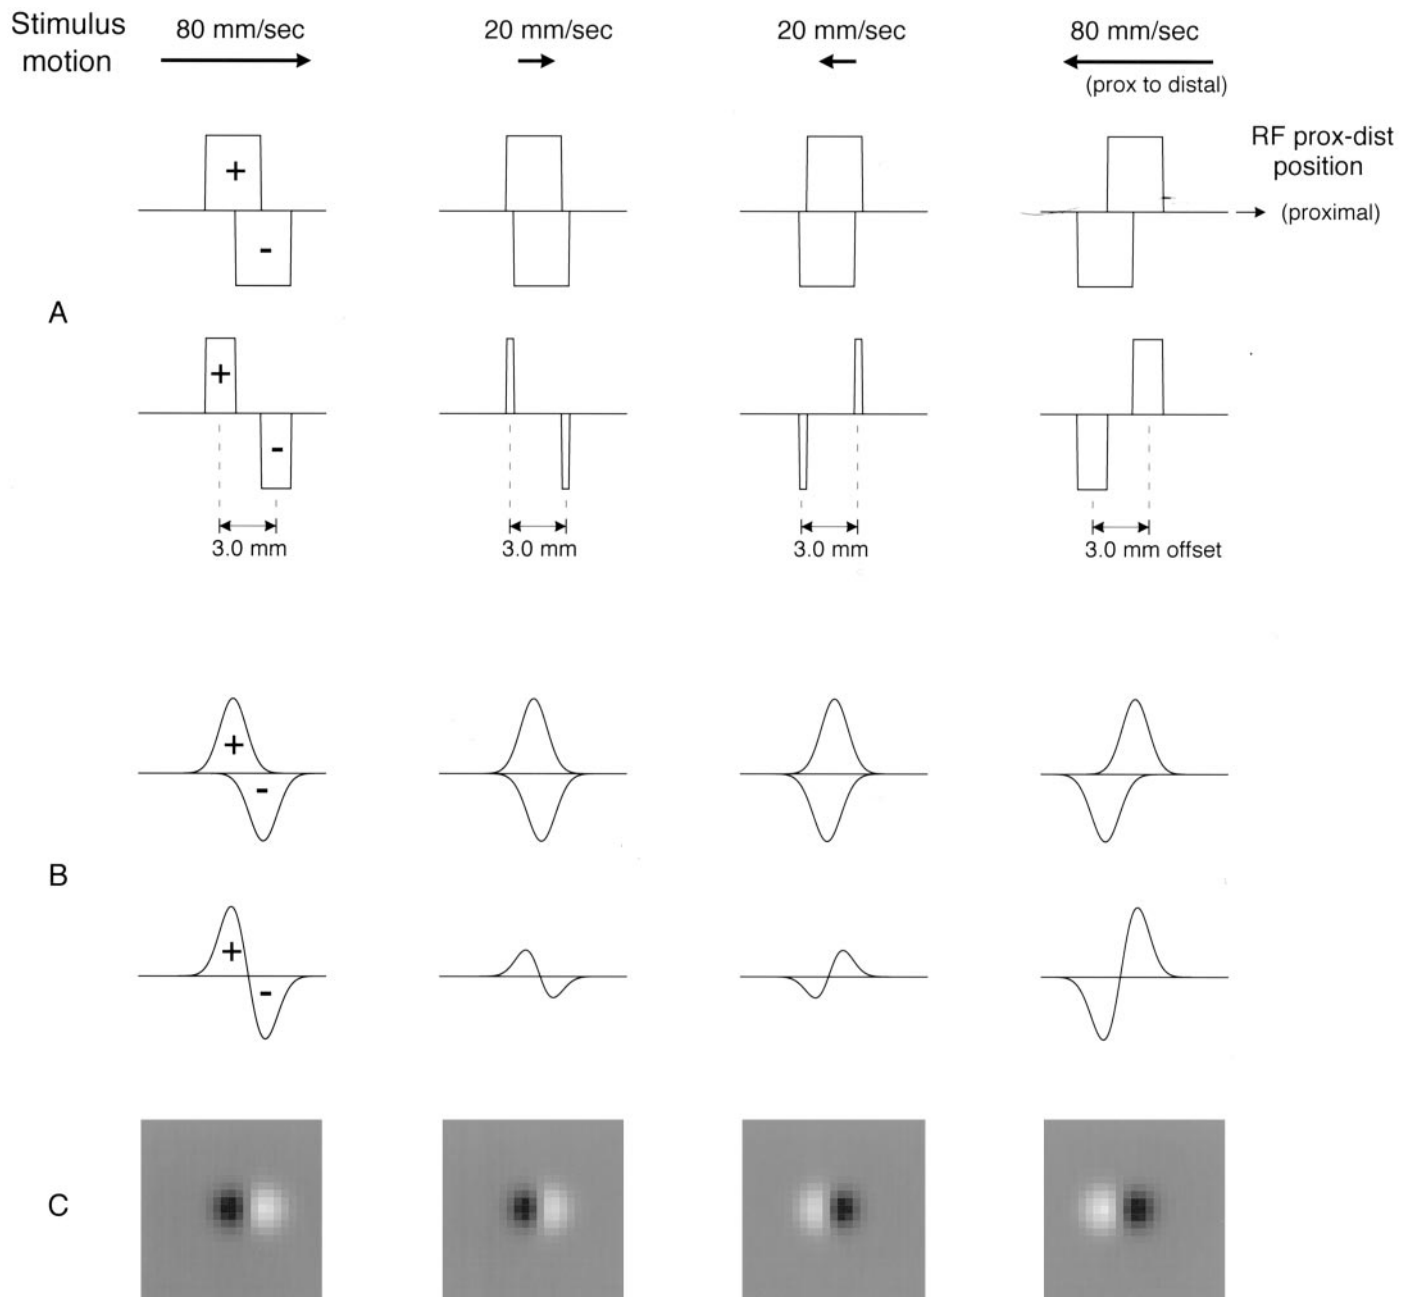 Stimulus
motion
80 mm/sec
20 mm/sec
20 mm/sec
80 mm/sec
(prox to distal)
RF prox-dist
position
(proximal)
+
-
A
+
-
3.0 mm
3.0 mm
3.0 mm
3.0 mm offset
+
-
B
+
-
C